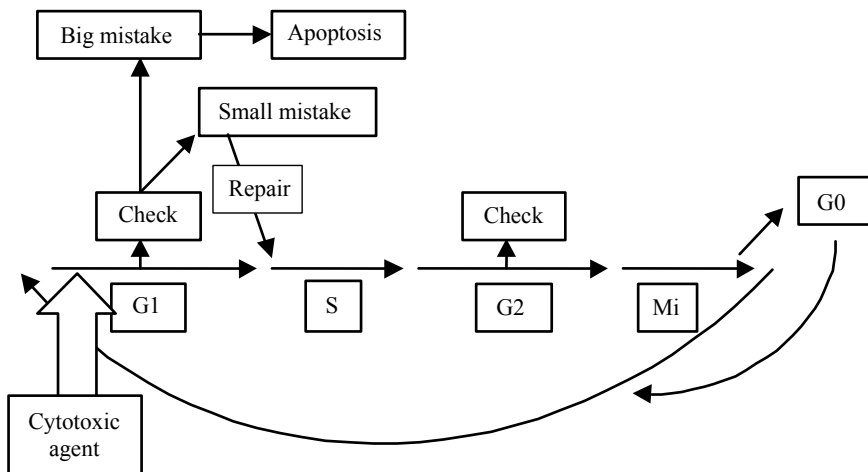 Big mistake
Apoptosis
Small mistake
Repair
Check
Check
G0
G1
S
G2
Mi
Cytotoxic
agent